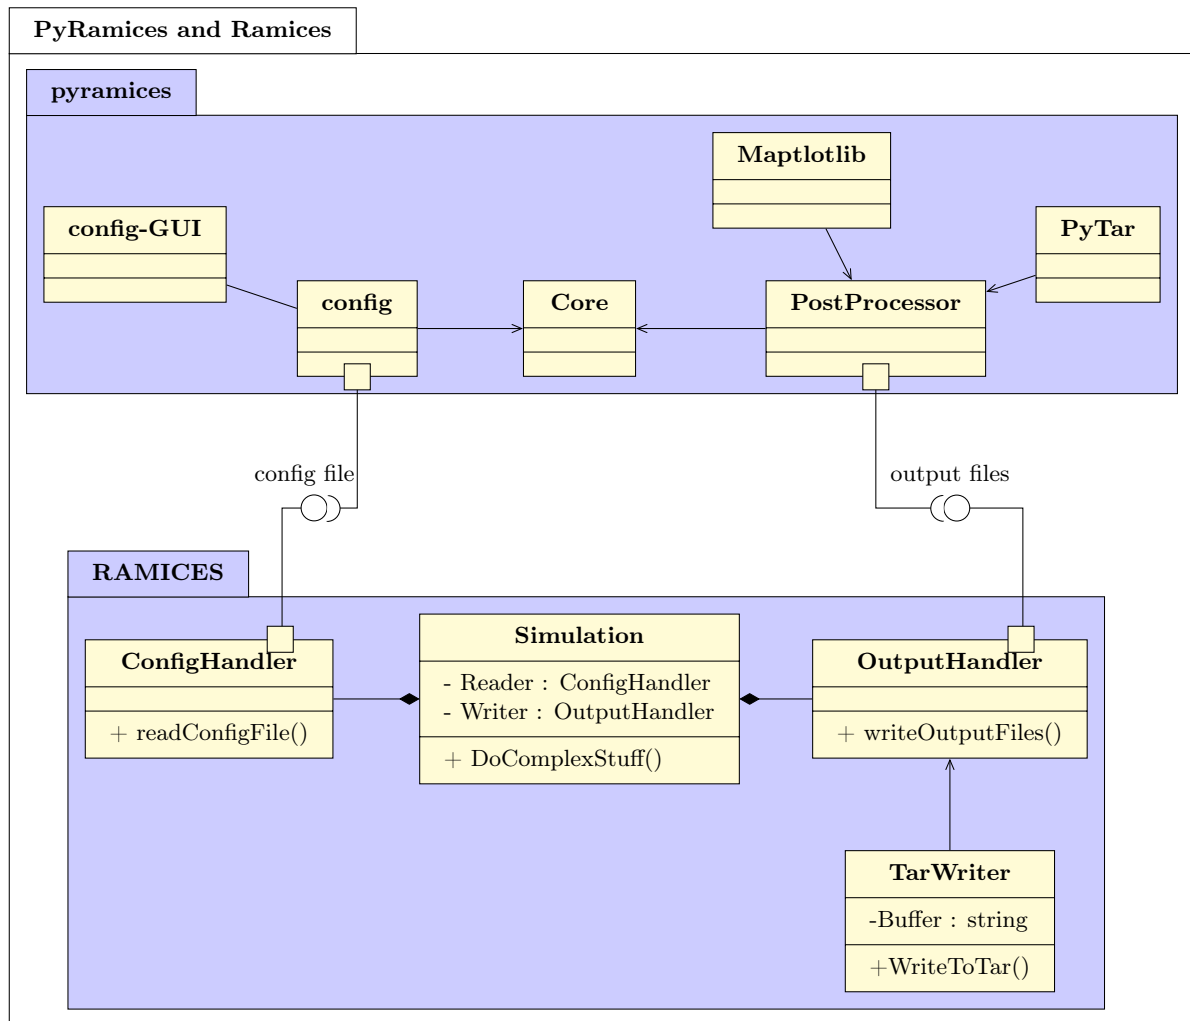 PyRamices and Ramices
pyramices
Maptlotlib
config-GUI
PyTar
config
Core
PostProcessor
config file
output files
RAMICES
Simulation
ConfigHandler
OutputHandler
- Reader : ConfigHandler
- Writer : OutputHandler
+ readConfigFile()
+ writeOutputFiles()
+ DoComplexStuff()
TarWriter
-Buffer : string
+WriteToTar()